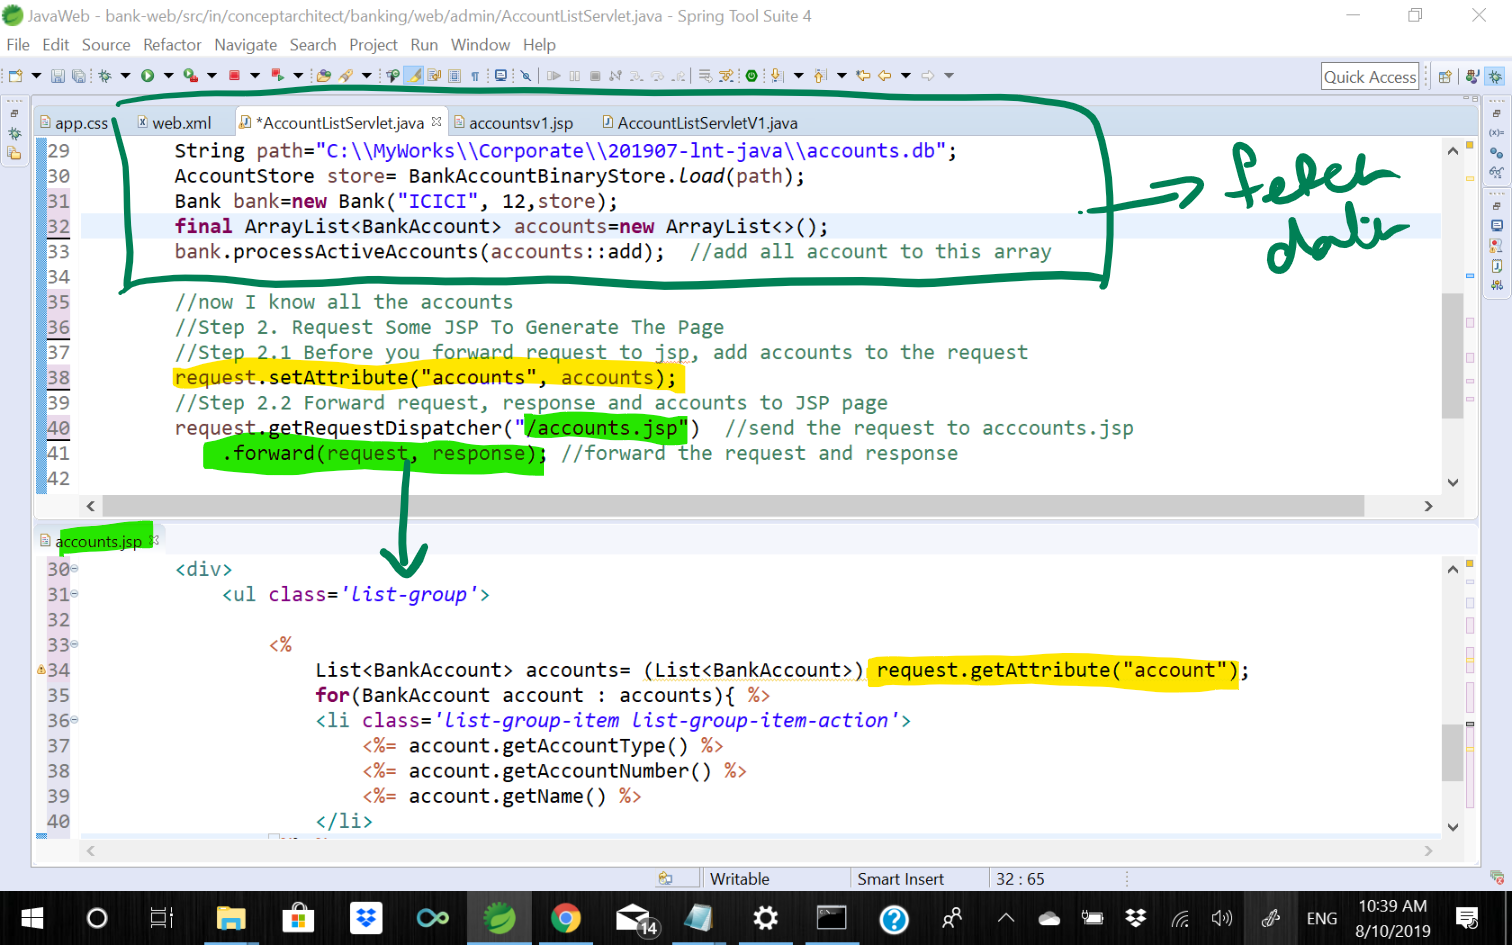 JavaWeb - bank-web/src/in/conceptarchitect/banking/web/admin/AccountListServlet.java - Spring Tool Suite 4
File Edit Source Refactor Navigate Search Project Run Window Help
Quick Access
app.css web.xml *AccountListServlet.java accountsv1.jsp AccountListServletV1.java
29 String path="C:\\MyWorks\\Corporate\\201907-lnt-java\\accounts.db";
30 AccountStore store= BankAccountBinaryStore.load(path);
31 Bank bank=new Bank("ICICI", 12,store);
32 final ArrayList<BankAccount> accounts=new ArrayList<>();
33 bank.processActiveAccounts(accounts::add); //add all account to this array
34
fetch
data
35 //now I know all the accounts
36 //Step 2. Request Some JSP To Generate The Page
37 //Step 2.1 Before you forward request to jsp, add accounts to the request
38 request.setAttribute("accounts", accounts);
39 //Step 2.2 Forward request, response and accounts to JSP page
40 request.getRequestDispatcher("/accounts.jsp") //send the request to acccounts.jsp
41 .forward(request, response); //forward the request and response
42
accounts.jsp
30 <div>
31 <ul class='list-group'>
32
33 <%
34 List<BankAccount> accounts= (List<BankAccount>) request.getAttribute("account");
35 for(BankAccount account : accounts){ %>
36 <li class='list-group-item list-group-item-action'>
37 <%= account.getAccountType() %>
38 <%= account.getAccountNumber() %>
39 <%= account.getName() %>
40 </li>
Writable Smart Insert 32 : 65
14 ENG 10:39 AM
8/10/2019